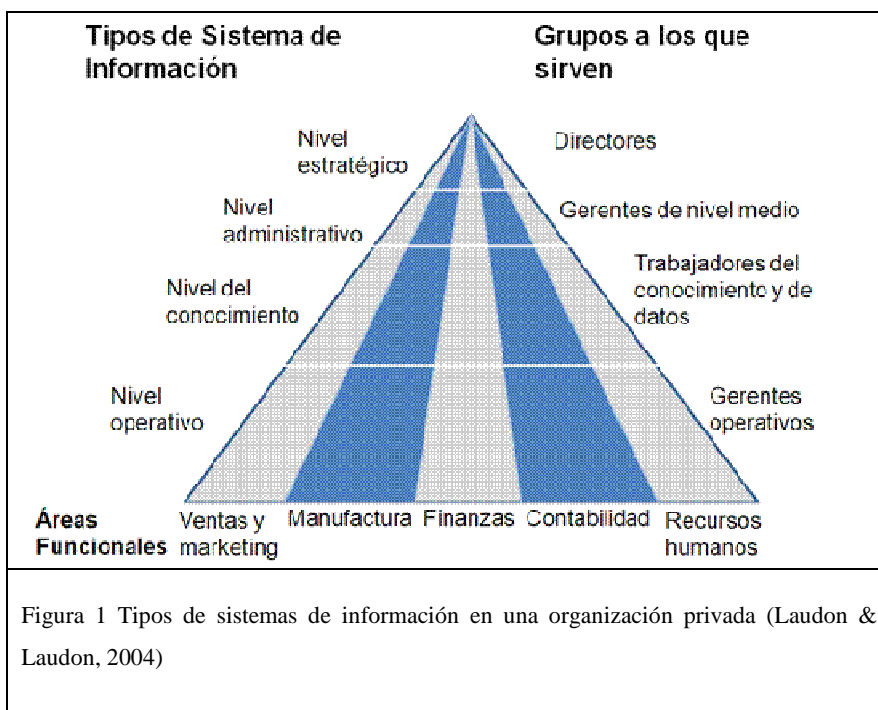 Tipos de Sistema de
Información
Grupos a los que
sirven
Nivel
estratégico
Directores
Nivel
administrativo
Gerentes de nivel medio
Nivel del
conocimiento
Trabajadores del
conocimiento y de
datos
Nivel
operativo
Gerentes
operativos
Áreas
Funcionales
Ventas y
marketing
Manufactura
Finanzas
Contabilidad
Recursos
humanos
Figura 1 Tipos de sistemas de información en una organización privada (Laudon &
Laudon, 2004)